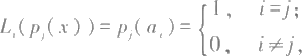 L_i(p_j(x))=p_j(a_i)={1, i=j;
0, i≠j,